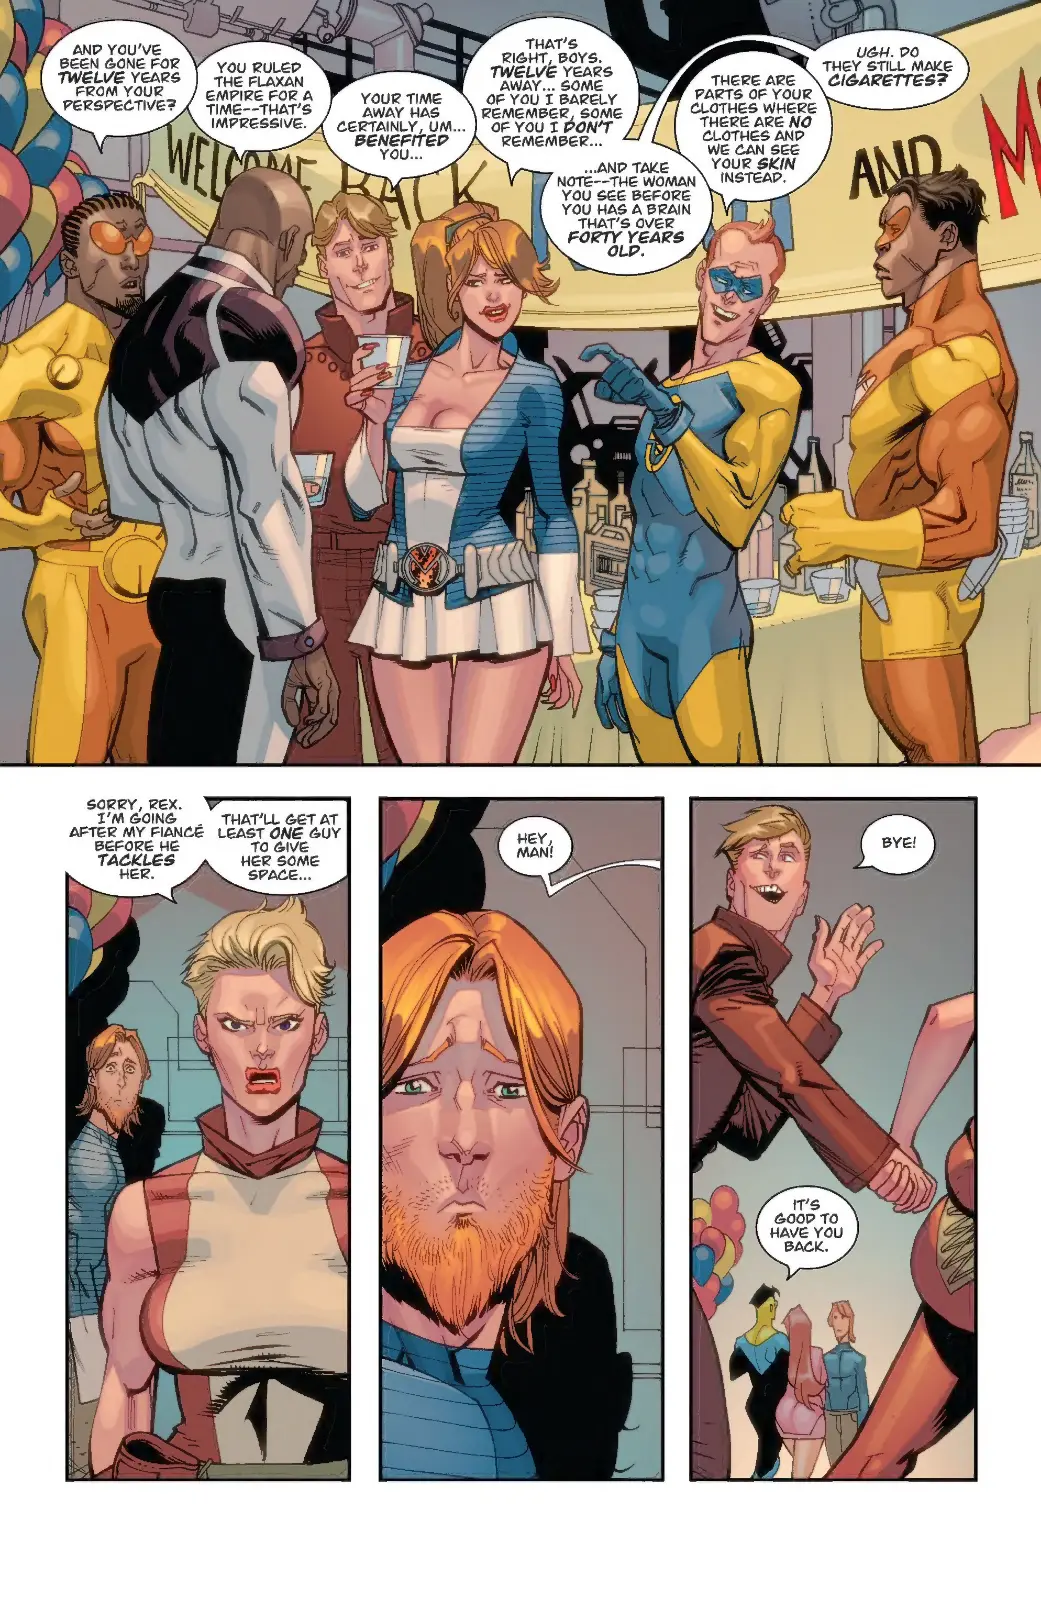 AND YOU'VE
BEEN GONE FOR
TWELVE YEARS
FROM YOUR
PERSPECTIVE?
YOU RULED
THE FLAXAN
EMPIRE FOR A
TIME--THAT'S
IMPRESSIVE.
YOUR TIME
AWAY HAS
CERTAINLY, UM...
BENEFITED
YOU...
THAT'S
RIGHT, BOYS.
TWELVE YEARS
AWAY... SOME
OF YOU I BARELY
REMEMBER, SOME
OF YOU I DON'T
REMEMBER...
...AND TAKE
NOTE--THE WOMAN
YOU SEE BEFORE
YOU HAS A BRAIN
THAT'S OVER
FORTY YEARS
OLD.
THERE ARE
PARTS OF YOUR
CLOTHES WHERE
THERE ARE NO
CLOTHES AND
WE CAN SEE
YOUR SKIN
INSTEAD.
UGH. DO
THEY STILL MAKE
CIGARETTES?
WELCOME BACK
AND
SORRY, REX.
I'M GOING
AFTER MY FIANCÉ
BEFORE HE
TACKLES
HER.
THAT'LL GET AT
LEAST ONE GUY
TO GIVE
HER SOME
SPACE...
HEY,
MAN!
BYE!
IT'S
GOOD TO
HAVE YOU
BACK.